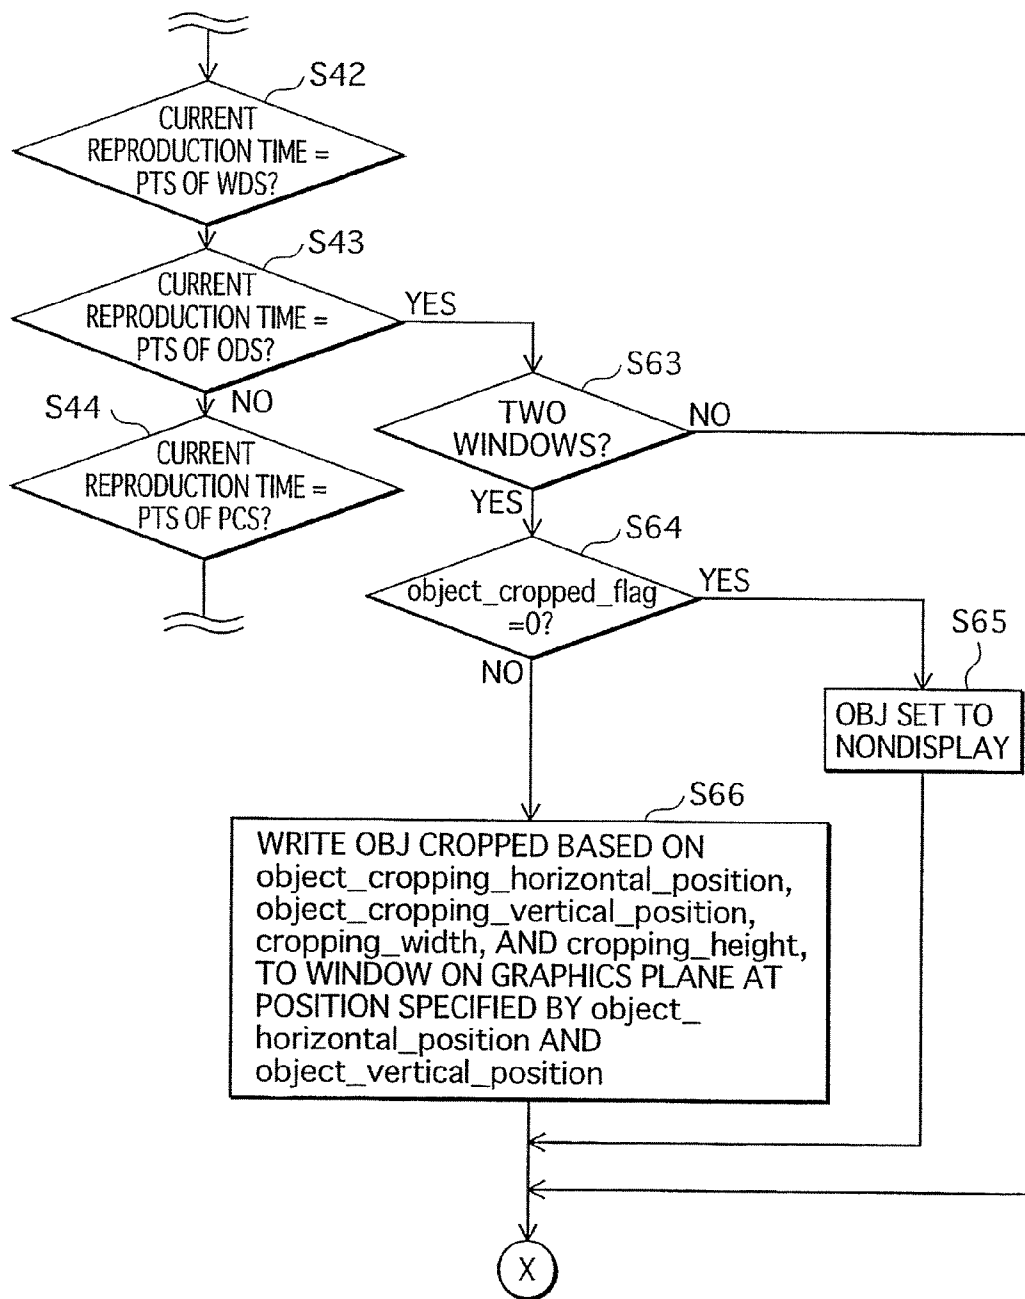 S42
CURRENT
REPRODUCTION TIME =
PTS OF WDS?
S43
CURRENT
REPRODUCTION TIME =
PTS OF ODS?
YES
NO
S44
CURRENT
REPRODUCTION TIME =
PTS OF PCS?
S63
TWO
WINDOWS?
NO
YES
S64
object_cropped_flag
=0?
YES
NO
S65
OBJ SET TO
NONDISPLAY
S66
WRITE OBJ CROPPED BASED ON
object_cropping_horizontal_position,
object_cropping_vertical_position,
cropping_width, AND cropping_height,
TO WINDOW ON GRAPHICS PLANE AT
POSITION SPECIFIED BY object_
horizontal_position AND
object_vertical_position
X